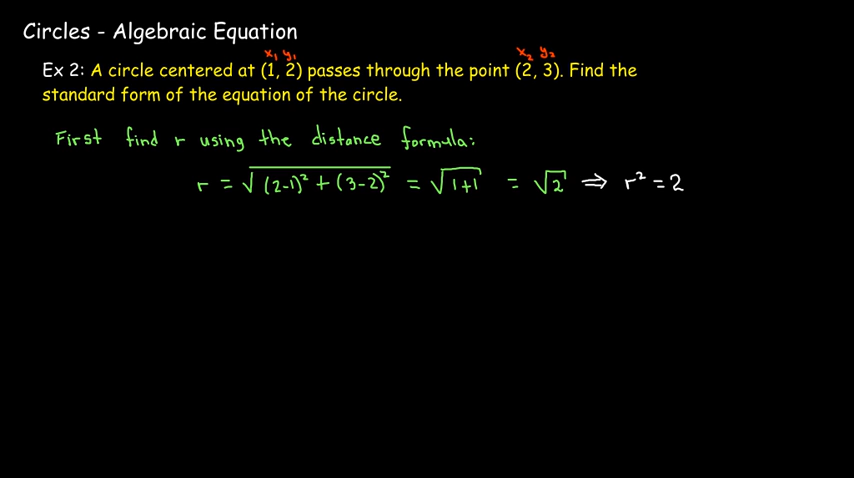 Circles - Algebraic Equation
x₁ y₁ x₂ y₂
Ex 2: A circle centered at (1, 2) passes through the point (2, 3). Find the
standard form of the equation of the circle.
First find r using the distance formula:
r = √((2-1)² + (3-2)²) = √(1+1) = √2 ⇒ r² = 2